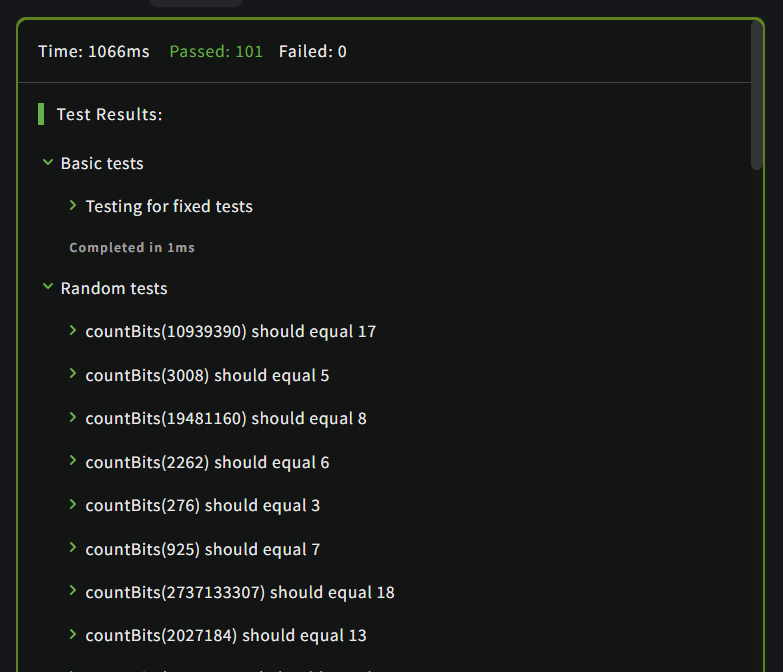 Time: 1066ms Passed: 101 Failed: 0
Test Results:
Basic tests
Testing for fixed tests
Completed in 1ms
Random tests
countBits(10939390) should equal 17
countBits(3008) should equal 5
countBits(19481160) should equal 8
countBits(2262) should equal 6
countBits(276) should equal 3
countBits(925) should equal 7
countBits(2737133307) should equal 18
countBits(2027184) should equal 13